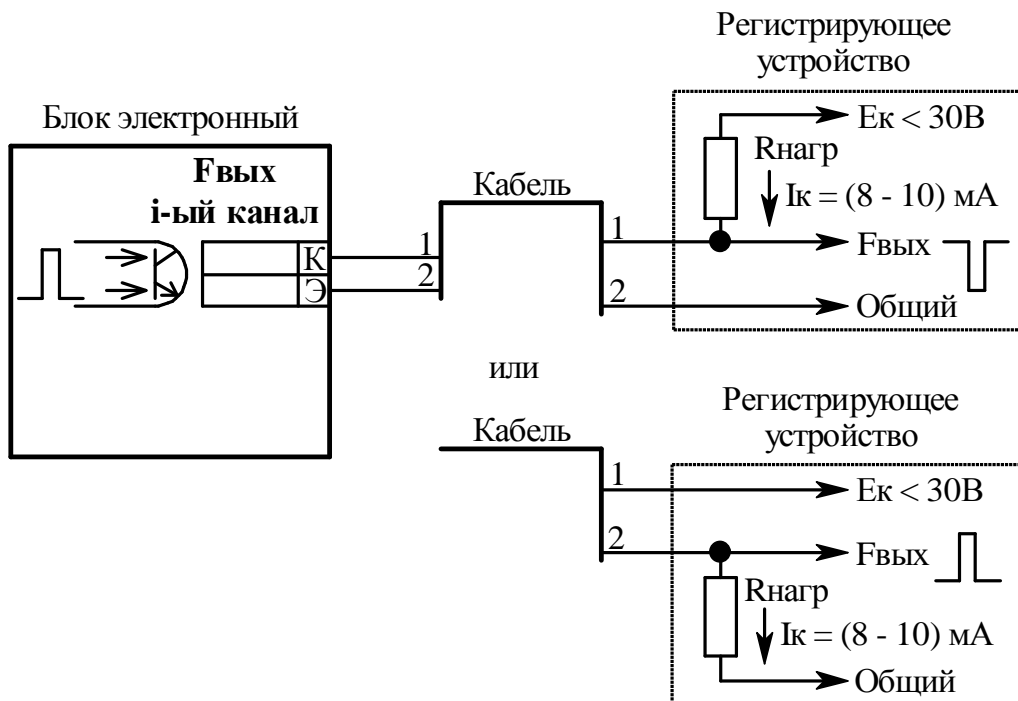 Регистрирующее
устройство
Блок электронный
Fвых
i-ый канал
К
Э
1
2
Кабель
1
2
Ек < 30В
Rнагр
Iк = (8 - 10) мА
Fвых
Общий
или
Кабель
1
2
Регистрирующее
устройство
Ек < 30В
Fвых
Rнагр
Iк = (8 - 10) мА
Общий